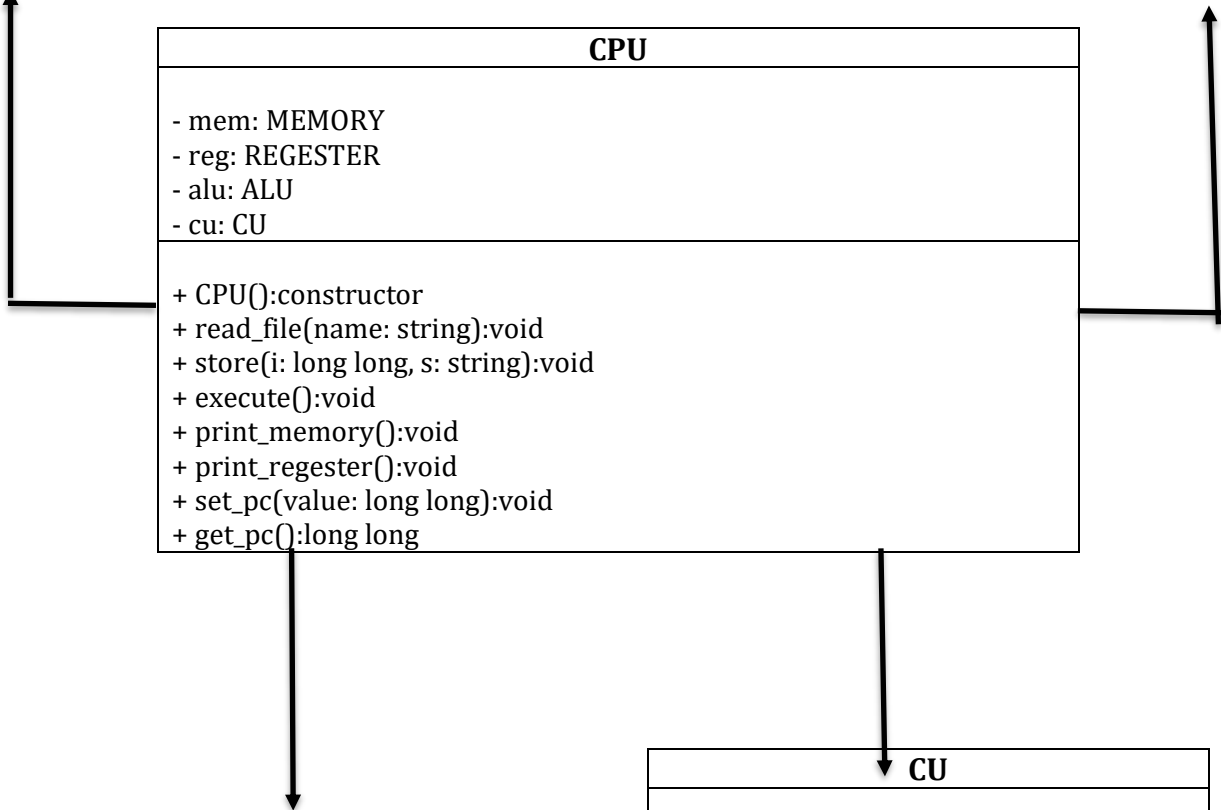 CPU
- mem: MEMORY
- reg: REGESTER
- alu: ALU
- cu: CU
+ CPU():constructor
+ read_file(name: string):void
+ store(i: long long, s: string):void
+ execute():void
+ print_memory():void
+ print_regester():void
+ set_pc(value: long long):void
+ get_pc():long long
CU